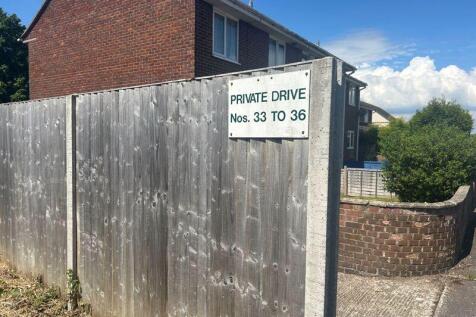 PRIVATE DRIVE
Nos. 33 TO 36